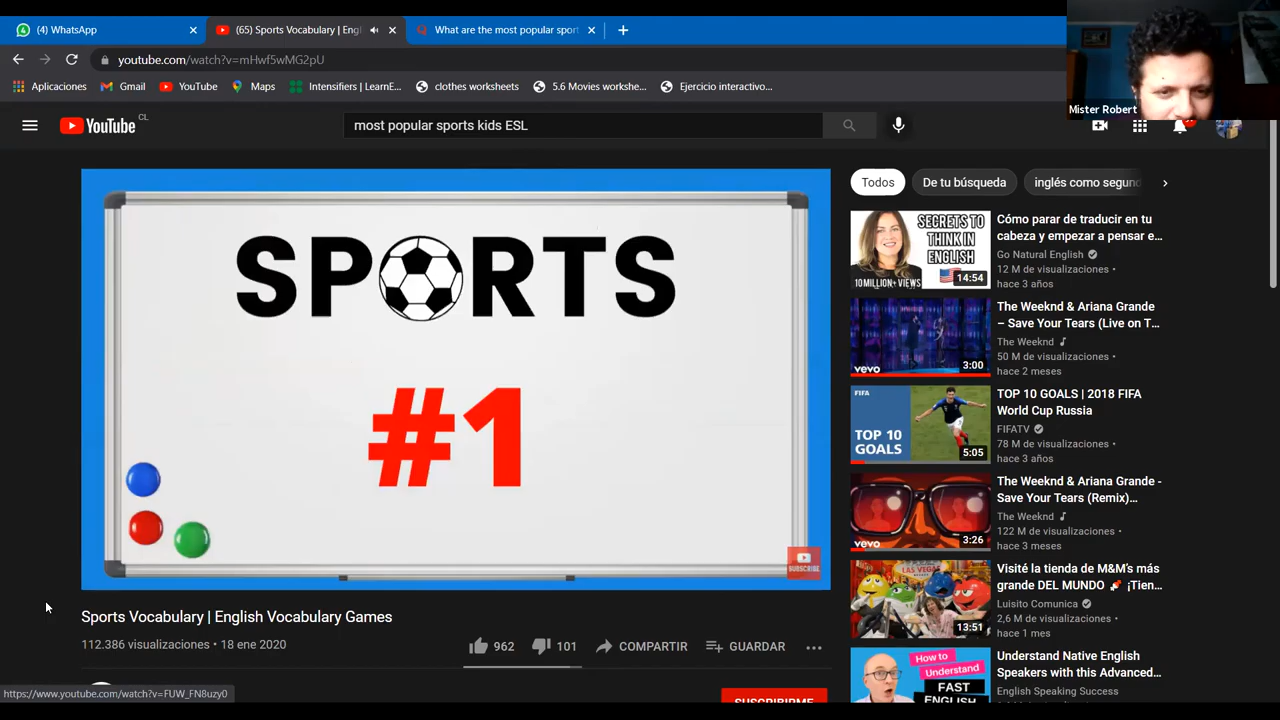 (4) WhatsApp
(65) Sports Vocabulary | Engl
What are the most popular sport
youtube.com/watch?v=mHwf5wMG2pU
Aplicaciones
Gmail
YouTube
Maps
Intensifiers | LearnE...
clothes worksheets
5.6 Movies workshe...
Ejercicio interactivo...
Mister Robert
YouTube CL
most popular sports kids ESL
SPORTS
#1
SUBSCRIBE
Sports Vocabulary | English Vocabulary Games
112.386 visualizaciones • 18 ene 2020
962
101
COMPARTIR
GUARDAR
SUSCRIBIRME
https://www.youtube.com/watch?v=FUW_FN8uzy0
Todos
De tu búsqueda
inglés como segund
SECRETS TO
THINK IN
ENGLISH
10 MILLION+ VIEWS
14:54
Cómo parar de traducir en tu
cabeza y empezar a pensar e...
Go Natural English
12 M de visualizaciones •
hace 3 años
vevo
3:00
The Weeknd & Ariana Grande
– Save Your Tears (Live on T...
The Weeknd
50 M de visualizaciones •
hace 2 meses
FIFA
TOP 10
GOALS
5:05
TOP 10 GOALS | 2018 FIFA
World Cup Russia
FIFATV
78 M de visualizaciones •
hace 3 años
vevo
3:26
The Weeknd & Ariana Grande -
Save Your Tears (Remix)...
The Weeknd
122 M de visualizaciones •
hace 3 meses
LAS VEGAS
13:51
Visité la tienda de M&M's más
grande DEL MUNDO 🚀 ¡Tien...
Luisito Comunica
2,6 M de visualizaciones •
hace 1 mes
How to
Understand
FAST
ENGLISH
Understand Native English
Speakers with this Advanced...
English Speaking Success